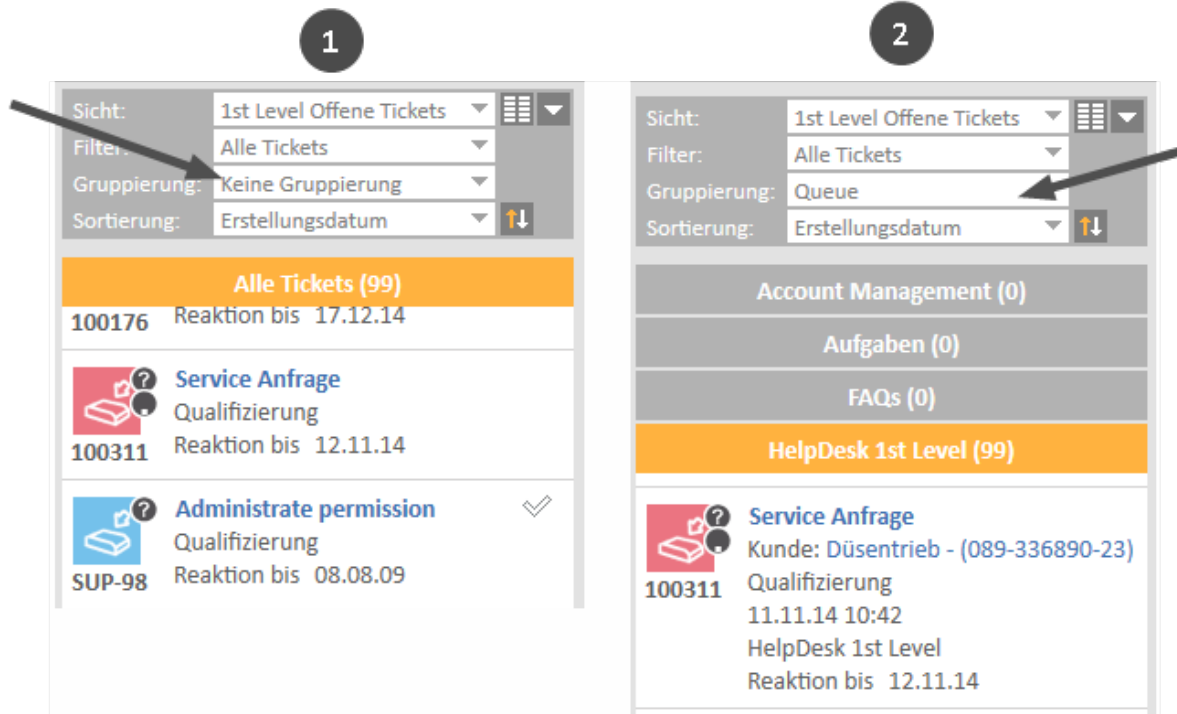 1
Sicht: 1st Level Offene Tickets
Filter: Alle Tickets
Gruppierung: Keine Gruppierung
Sortierung: Erstellungsdatum
Alle Tickets (99)
100176 Reaktion bis 17.12.14
Service Anfrage
Qualifizierung
100311 Reaktion bis 12.11.14
Administrate permission
Qualifizierung
SUP-98 Reaktion bis 08.08.09
2
Sicht: 1st Level Offene Tickets
Filter: Alle Tickets
Gruppierung: Queue
Sortierung: Erstellungsdatum
Account Management (0)
Aufgaben (0)
FAQs (0)
HelpDesk 1st Level (99)
Service Anfrage
Kunde: Düsentrieb - (089-336890-23)
100311 Qualifizierung
11.11.14 10:42
HelpDesk 1st Level
Reaktion bis 12.11.14